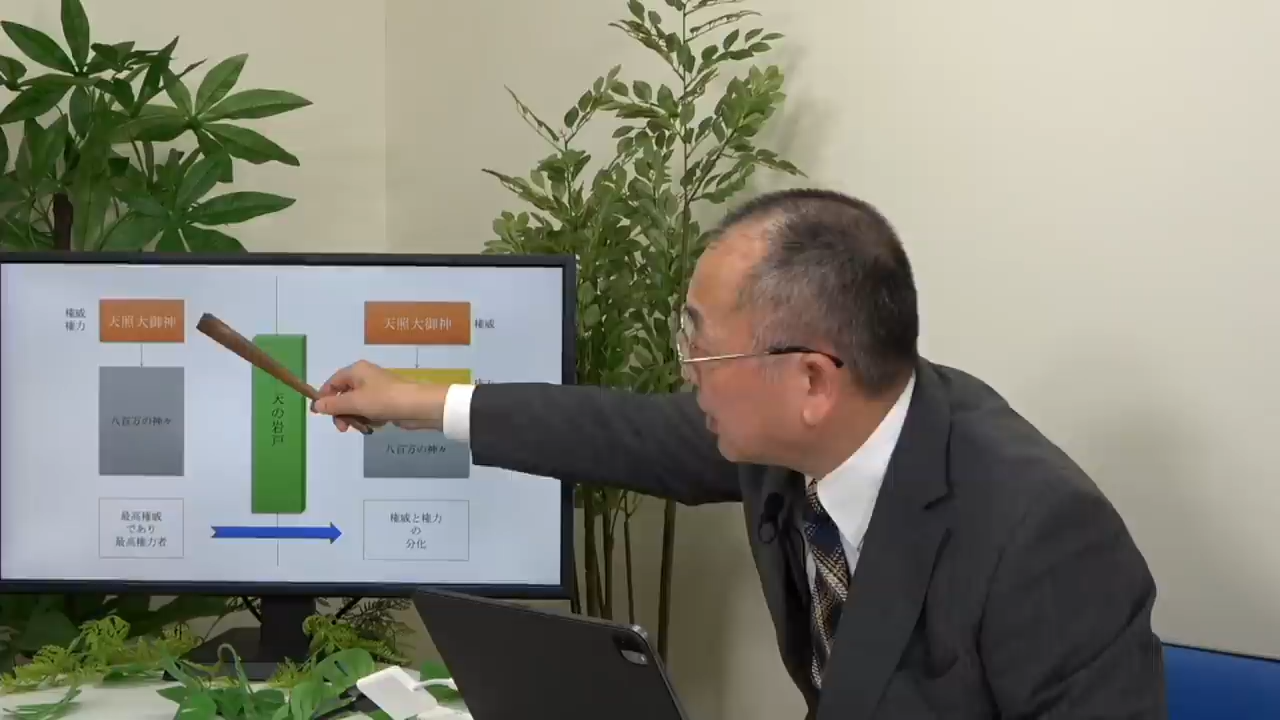 権威
権力
天照大御神
八百万の神々
最高権威
であり
最高権力者
天の岩戸
天照大御神
権威
八百万の神々
権威と権力
の
分化